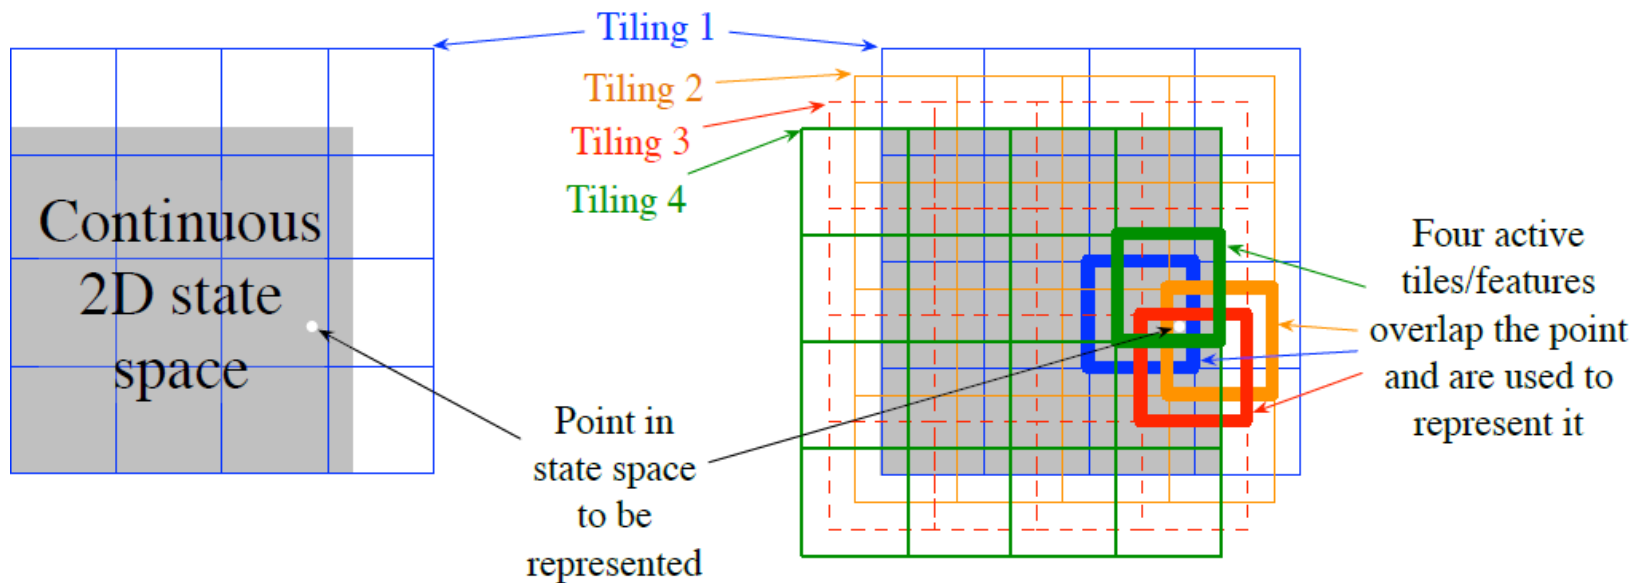 Tiling 1
Tiling 2
Tiling 3
Tiling 4
Continuous
2D state
space
Point in
state space
to be
represented
Four active
tiles/features
overlap the point
and are used to
represent it